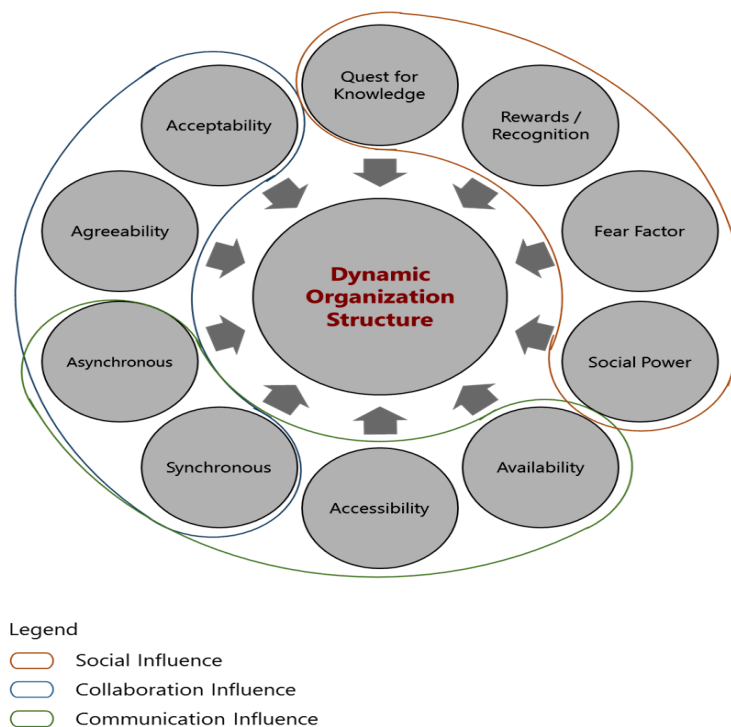 Quest for
Knowledge
Rewards /
Recognition
Acceptability
Fear Factor
Agreeability
Dynamic
Organization
Structure
Asynchronous
Social Power
Synchronous
Availability
Accessibility
Legend
Social Influence
Collaboration Influence
Communication Influence